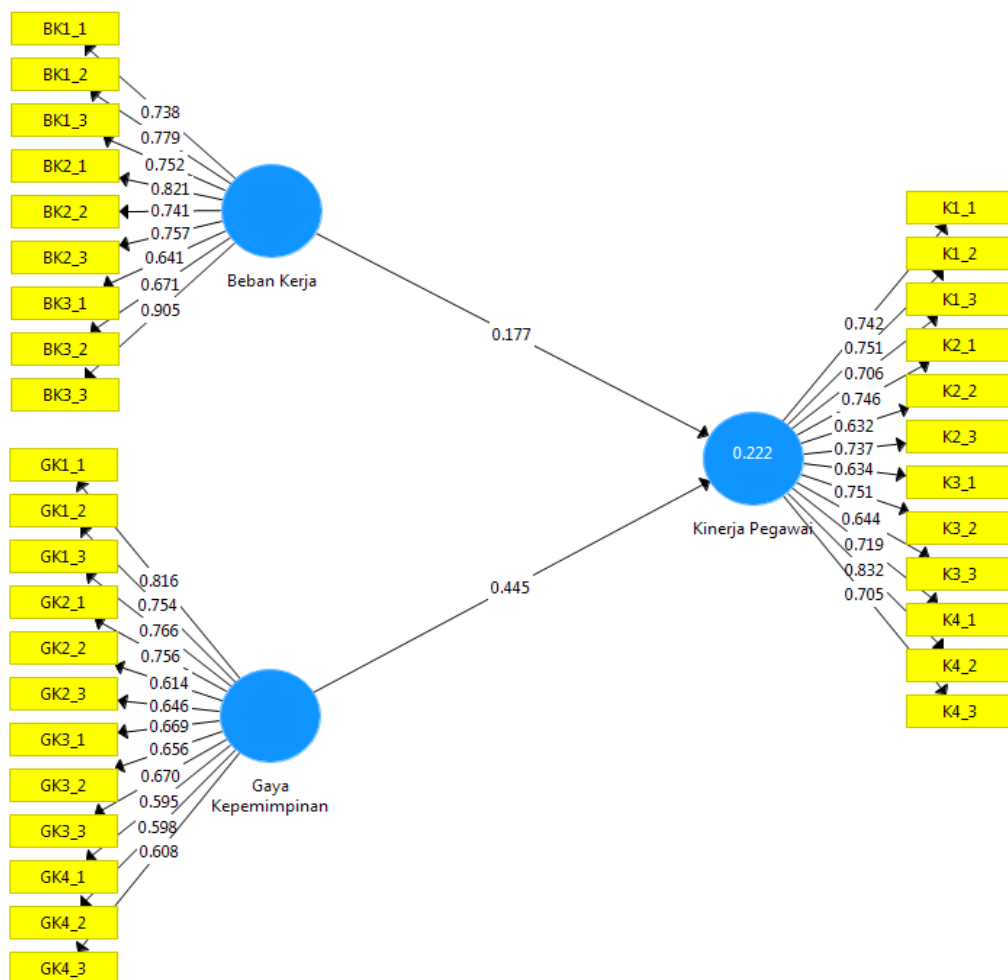 BK1_1
BK1_2
BK1_3
BK2_1
BK2_2
BK2_3
BK3_1
BK3_2
BK3_3
0.738
0.779
0.752
0.821
0.741
0.757
0.641
0.671
0.905
Beban Kerja
0.177
GK1_1
GK1_2
GK1_3
GK2_1
GK2_2
GK2_3
GK3_1
GK3_2
GK3_3
GK4_1
GK4_2
GK4_3
0.816
0.754
0.766
0.756
0.614
0.646
0.669
0.656
0.670
0.595
0.598
0.608
Gaya
Kepemimpinan
0.445
0.222
Kinerja Pegawai
0.742
0.751
0.706
0.746
0.632
0.737
0.634
0.751
0.644
0.719
0.832
0.705
K1_1
K1_2
K1_3
K2_1
K2_2
K2_3
K3_1
K3_2
K3_3
K4_1
K4_2
K4_3